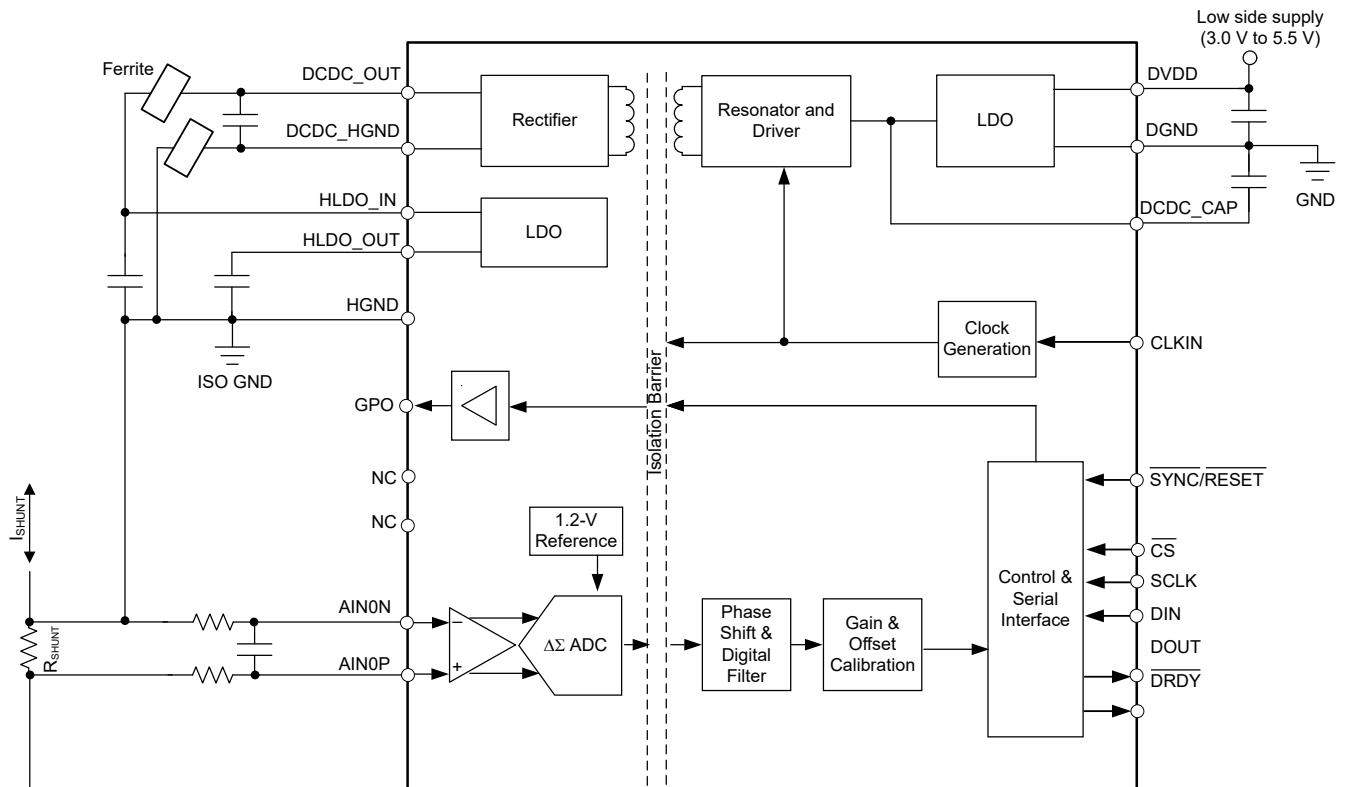 Low side supply
(3.0 V to 5.5 V)
Ferrite
DCDC_OUT
DCDC_HGND
HLDO_IN
HLDO_OUT
HGND
ISO GND
GPO
NC
NC
AIN0N
AIN0P
ISHUNT
RSHUNT
Rectifier
LDO
1.2-V
Reference
ΔΣ ADC
−
+
Isolation Barrier
Resonator and
Driver
LDO
Clock
Generation
Phase
Shift &
Digital
Filter
Gain &
Offset
Calibration
Control &
Serial
Interface
DVDD
DGND
GND
DCDC_CAP
CLKIN
SYNC/RESET
CS
SCLK
DIN
DOUT
DRDY